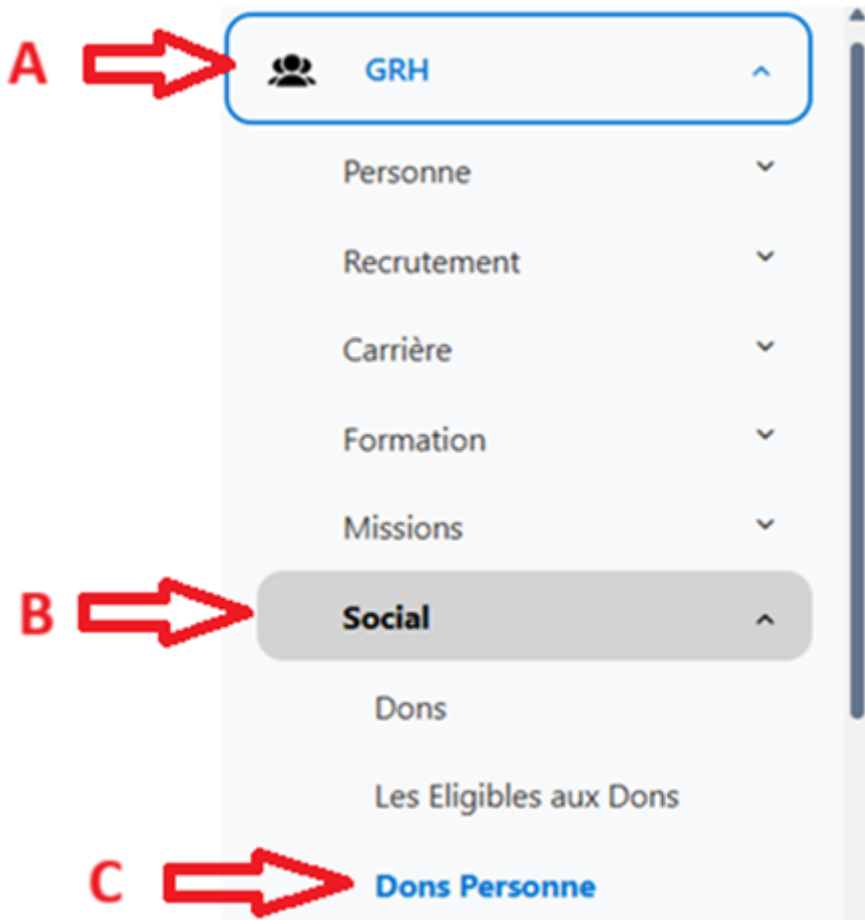 A GRH
Personne
Recrutement
Carrière
Formation
Missions
B Social
Dons
Les Eligibles aux Dons
C Dons Personne